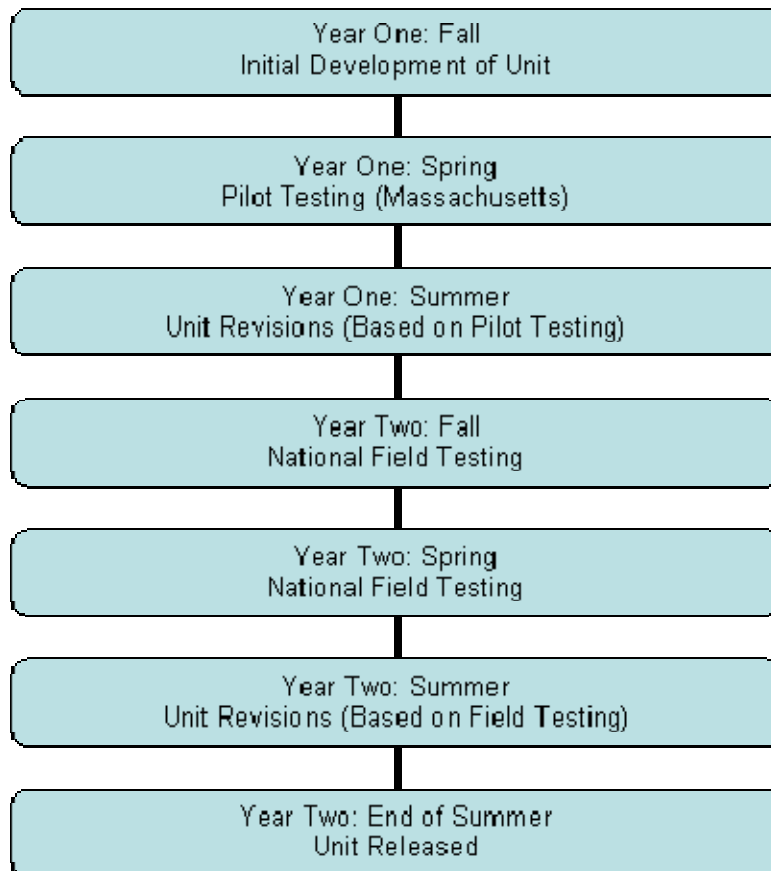 Year One: Fall
Initial Development of Unit
Year One: Spring
Pilot Testing (Massachusetts)
Year One: Summer
Unit Revisions (Based on Pilot Testing)
Year Two: Fall
National Field Testing
Year Two: Spring
National Field Testing
Year Two: Summer
Unit Revisions (Based on Field Testing)
Year Two: End of Summer
Unit Released